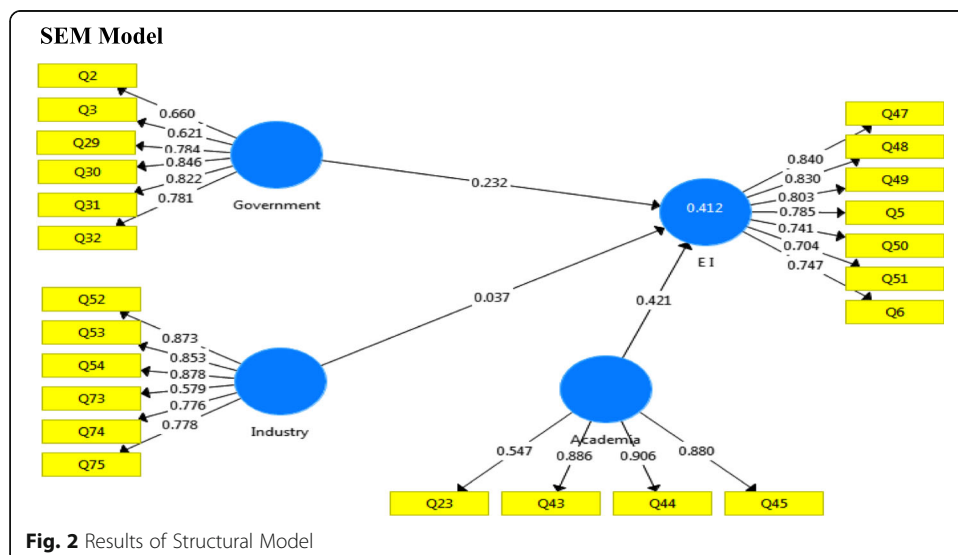 SEM Model
Q2
Q3
Q29
Q30
Q31
Q32
0.660
0.621
0.784
0.846
0.822
0.781
Government
0.232
Q52
Q53
Q54
Q73
Q74
Q75
0.873
0.853
0.878
0.579
0.776
0.778
Industry
0.037
0.412
E I
0.840
0.830
0.803
0.785
0.741
0.704
0.747
Q47
Q48
Q49
Q5
Q50
Q51
Q6
0.421
Academia
0.547
0.886
0.906
0.880
Q23
Q43
Q44
Q45
Fig. 2 Results of Structural Model